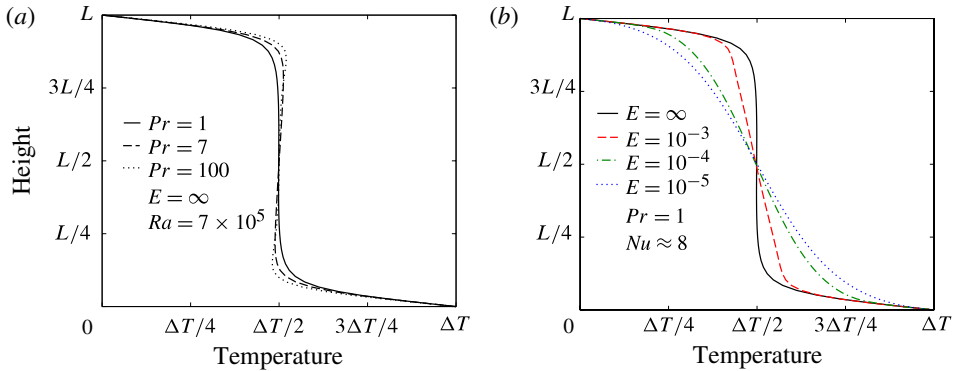 (a)
L
3L/4
L/2
L/4
0
Height
Pr = 1
Pr = 7
Pr = 100
E = ∞
Ra = 7 × 10⁵
ΔT/4
ΔT/2
3ΔT/4
ΔT
Temperature
(b)
L
3L/4
L/2
L/4
0
E = ∞
E = 10⁻³
E = 10⁻⁴
E = 10⁻⁵
Pr = 1
Nu ≈ 8
ΔT/4
ΔT/2
3ΔT/4
ΔT
Temperature